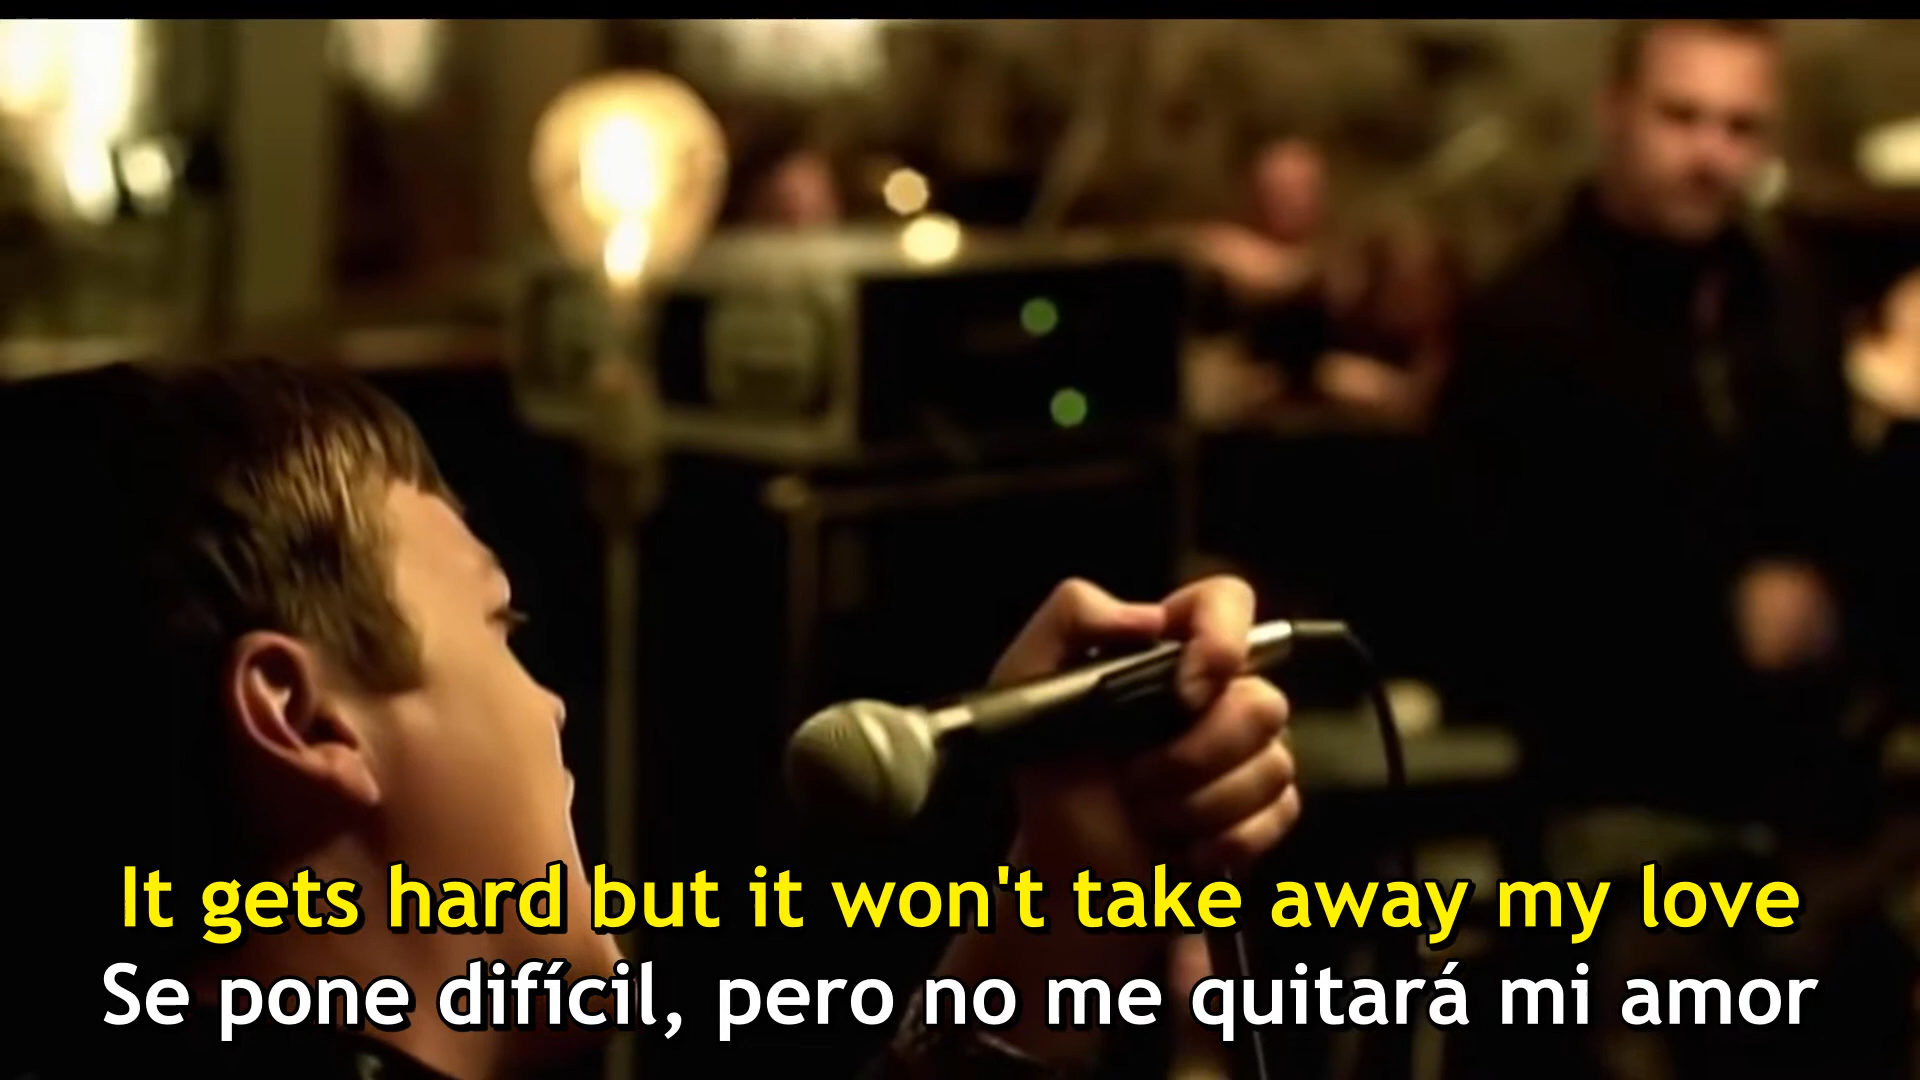 It gets hard but it won't take away my love
Se pone difícil, pero no me quitará mi amor